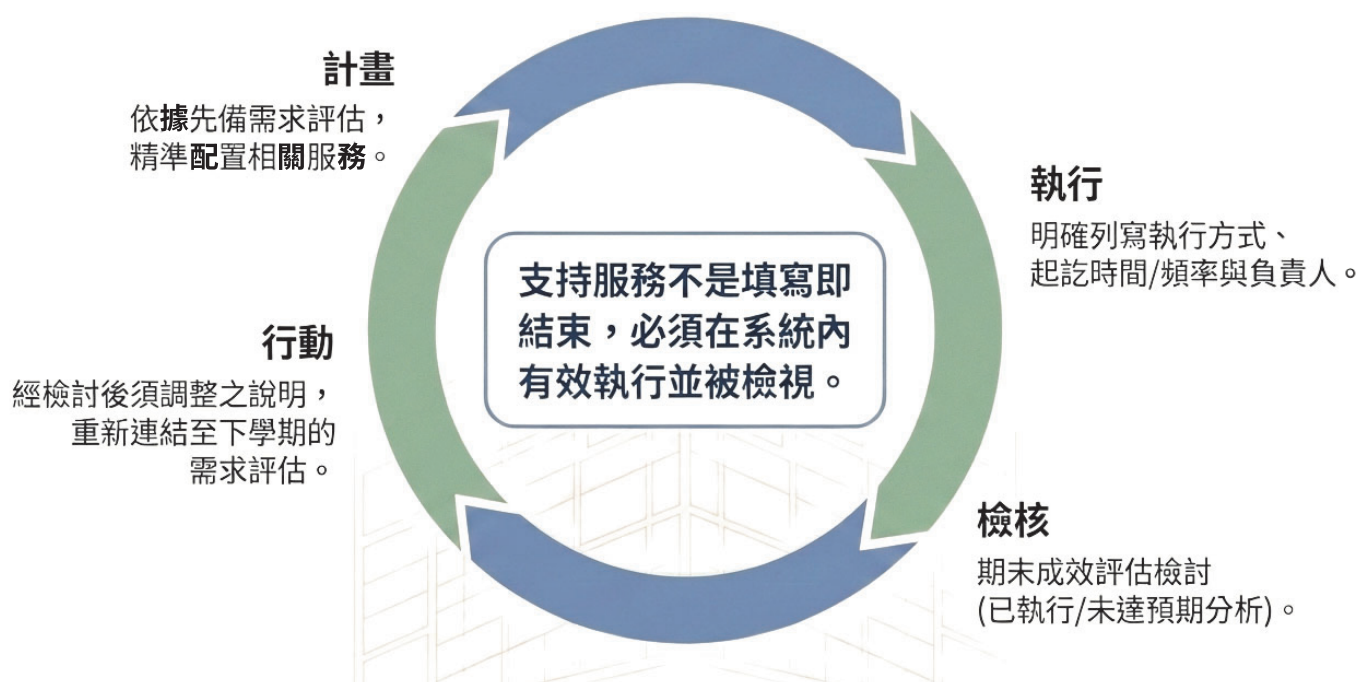 計畫
依據先備需求評估，
精準配置相關服務。
執行
明確列寫執行方式、
起訖時間/頻率與負責人。
支持服務不是填寫即
結束，必須在系統內
有效執行並被檢視。
行動
經檢討後須調整之說明，
重新連結至下學期的
需求評估。
檢核
期末成效評估檢討
(已執行/未達預期分析)。